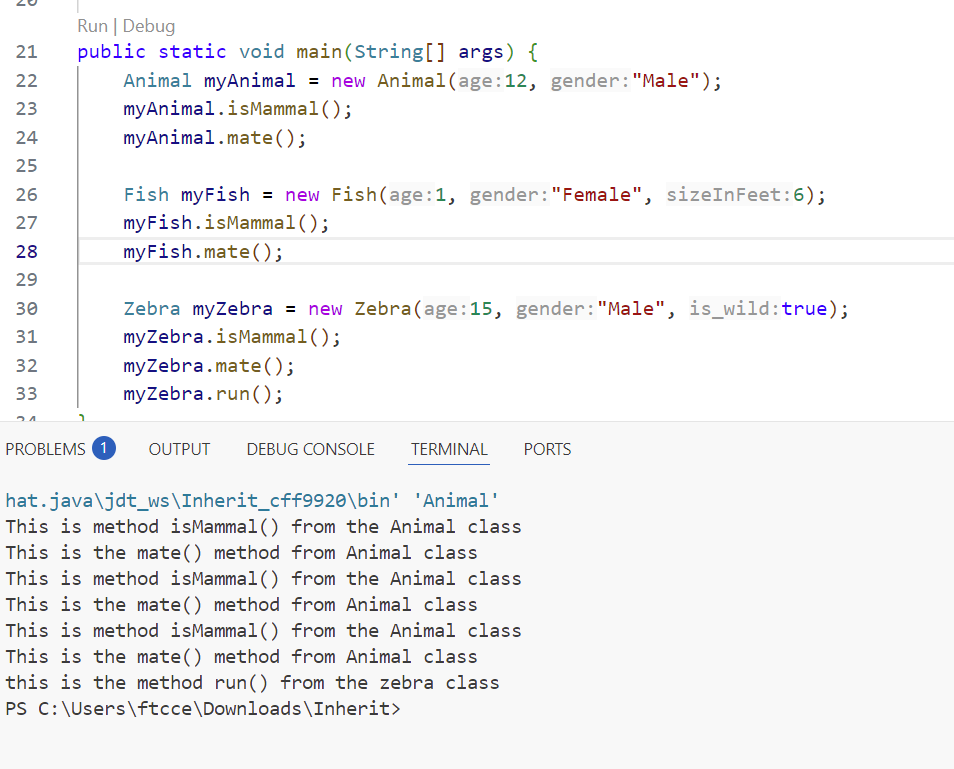 20
Run | Debug
21 public static void main(String[] args) {
22 Animal myAnimal = new Animal(age:12, gender:"Male");
23 myAnimal.isMammal();
24 myAnimal.mate();
25
26 Fish myFish = new Fish(age:1, gender:"Female", sizeInFeet:6);
27 myFish.isMammal();
28 myFish.mate();
29
30 Zebra myZebra = new Zebra(age:15, gender:"Male", is_wild:true);
31 myZebra.isMammal();
32 myZebra.mate();
33 myZebra.run();
34 }
PROBLEMS 1 OUTPUT DEBUG CONSOLE TERMINAL PORTS
hat.java\jdt_ws\Inherit_cff9920\bin' 'Animal'
This is method isMammal() from the Animal class
This is the mate() method from Animal class
This is method isMammal() from the Animal class
This is the mate() method from Animal class
This is method isMammal() from the Animal class
This is the mate() method from Animal class
this is the method run() from the zebra class
PS C:\Users\ftcce\Downloads\Inherit>